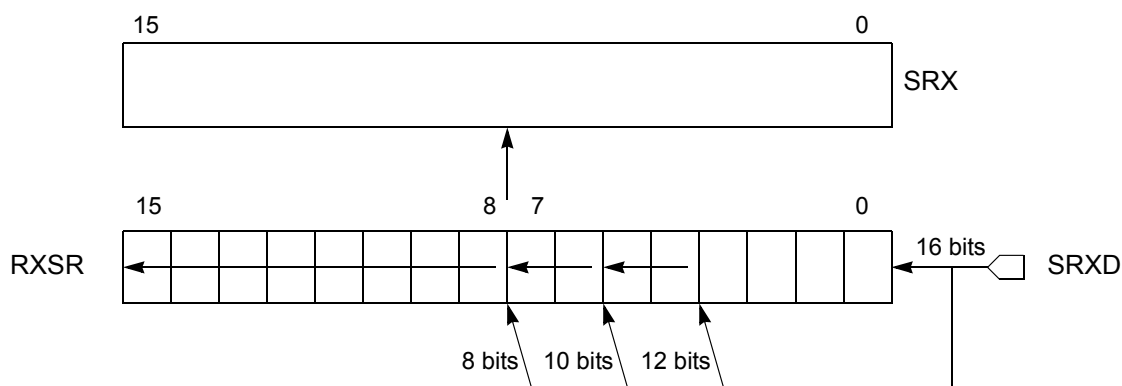 15 0
SRX
15 8 7 0
RXSR 16 bits SRXD
8 bits 10 bits 12 bits